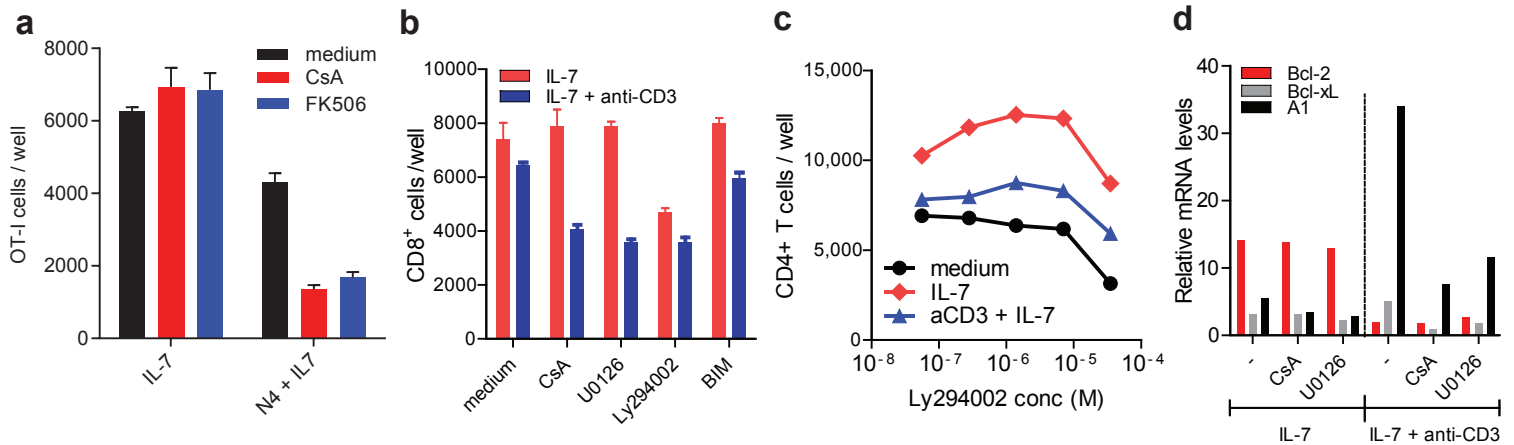 a
OT-I cells / well
8000
6000
4000
2000
0
medium
CsA
FK506
IL-7
N4 + IL7
b
CD8+ cells /well
10000
8000
6000
4000
2000
0
IL-7
IL-7 + anti-CD3
medium
CsA
U0126
Ly294002
BIM
c
CD4+ T cells / well
15,000
10,000
5,000
0
medium
IL-7
aCD3 + IL-7
10-8
10-7
10-6
10-5
10-4
Ly294002 conc (M)
d
Relative mRNA levels
40
30
20
10
0
Bcl-2
Bcl-xL
A1
-
CsA
U0126
-
CsA
U0126
IL-7
IL-7 + anti-CD3